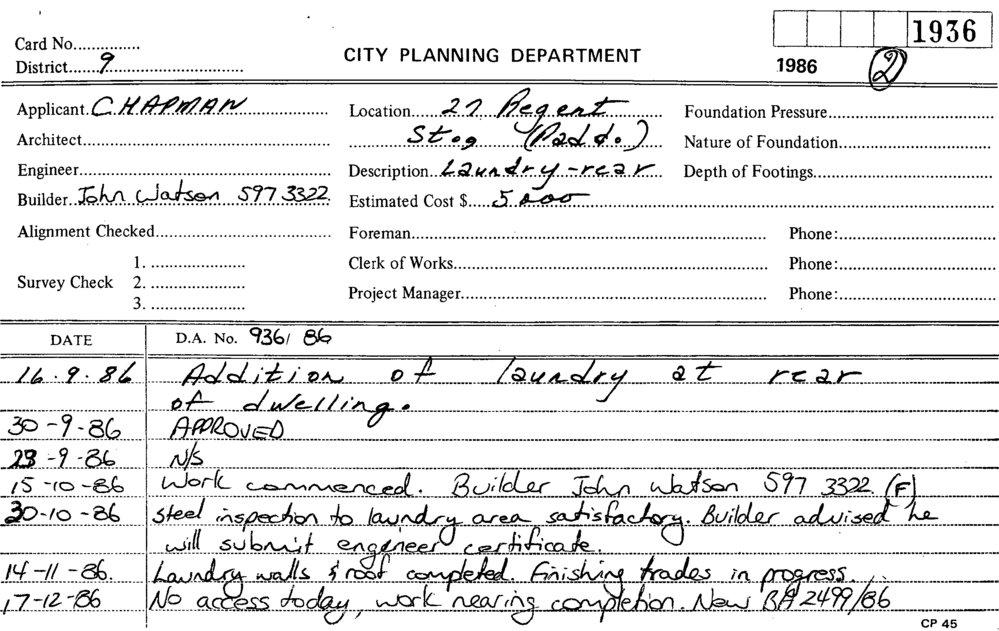 1936
Card No...............
CITY PLANNING DEPARTMENT
District......9
1986
2
Applicant. CHAPMAN
Location....27 Regent
Foundation Pressure
Architect
St., (Padd.)
Nature of Foundation
Engineer
Description. Laundry - rear
Depth of Footings
Builder. John Watson 597 3322.
Estimated Cost $.....5,000
Alignment Checked
Foreman
Phone:
Survey Check
1.
2.
3.
Clerk of Works
Phone:
Project Manager
Phone:
DATE
D.A. No. 936/86
16.9.86 Addition of laundry at rear
of dwelling.
30-9-86 APPROVED
23-9-86 N/S
15-10-86 Work commenced. Builder John Watson 597 3322. (F)
30-10-86 Steel inspection to laundry area satisfactory. Builder advised he
will submit engineer certificate.
14-11-86. Laundry walls & roof completed. Finishing trades in progress.
17-12-86 No access today, work nearing completion. New BA 2499/86
CP 45